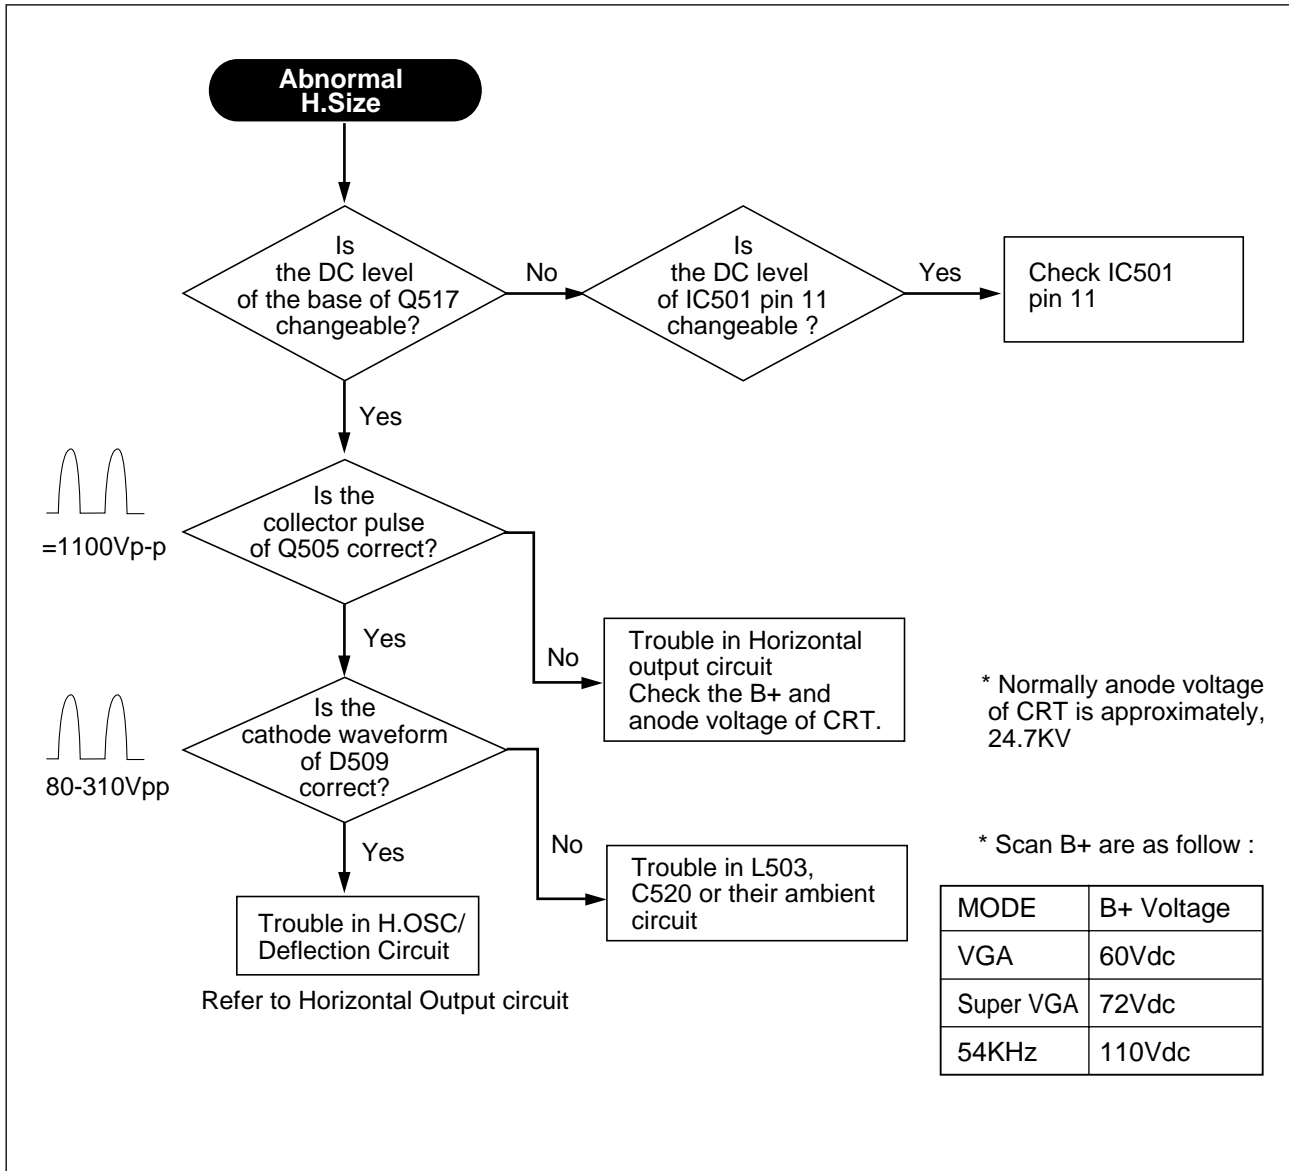 Abnormal
H.Size
Is
the DC level
of the base of Q517
changeable?
No
Is
the DC level
of IC501 pin 11
changeable ?
Yes
Check IC501
pin 11
Yes
=1100Vp-p
Is the
collector pulse
of Q505 correct?
Yes
No
Trouble in Horizontal
output circuit
Check the B+ and
anode voltage of CRT.
* Normally anode voltage
of CRT is approximately,
24.7KV
80-310Vpp
Is the
cathode waveform
of D509
correct?
Yes
No
Trouble in L503,
C520 or their ambient
circuit
Trouble in H.OSC/
Deflection Circuit
Refer to Horizontal Output circuit
* Scan B+ are as follow :
MODE B+ Voltage
VGA 60Vdc
Super VGA 72Vdc
54KHz 110Vdc